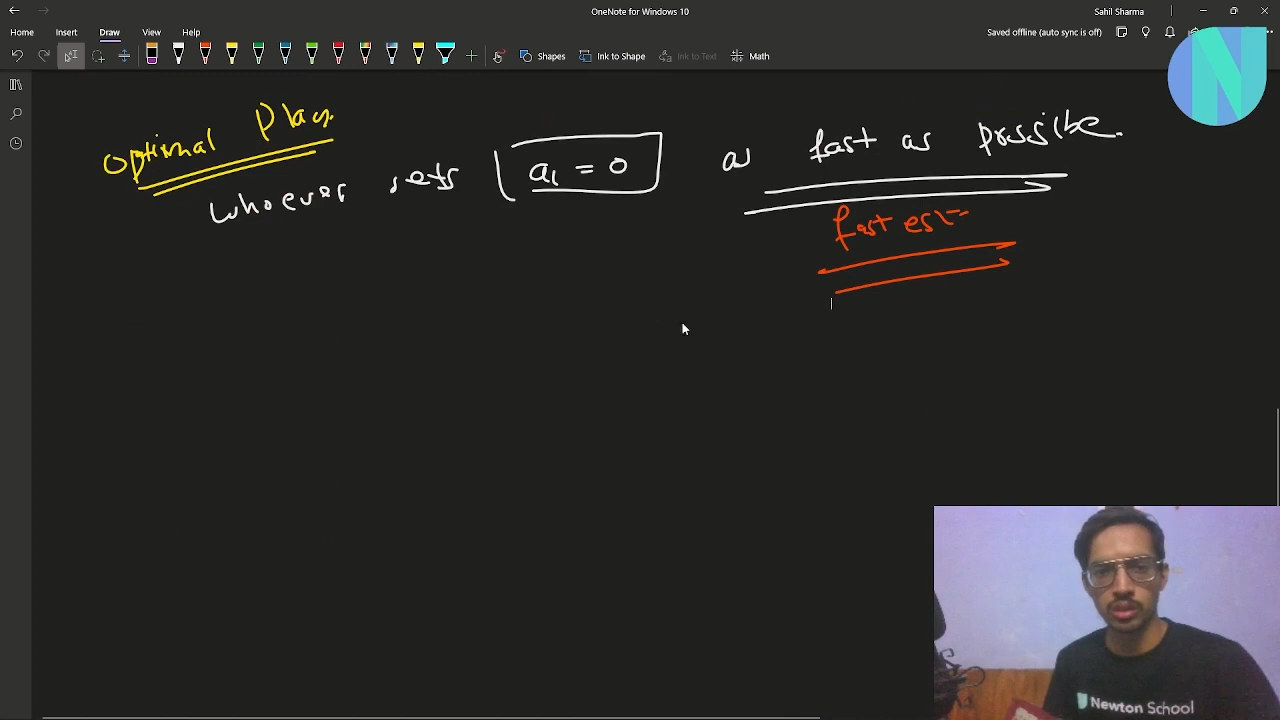 OneNote for Windows 10
Sahil Sharma
Home Insert Draw View Help
Saved offline (auto sync is off)
Shapes Ink to Shape Ink to Text Math
N
Optimal Play.
whoever sets a1 = 0 as fast as possible.
fastest
Newton School